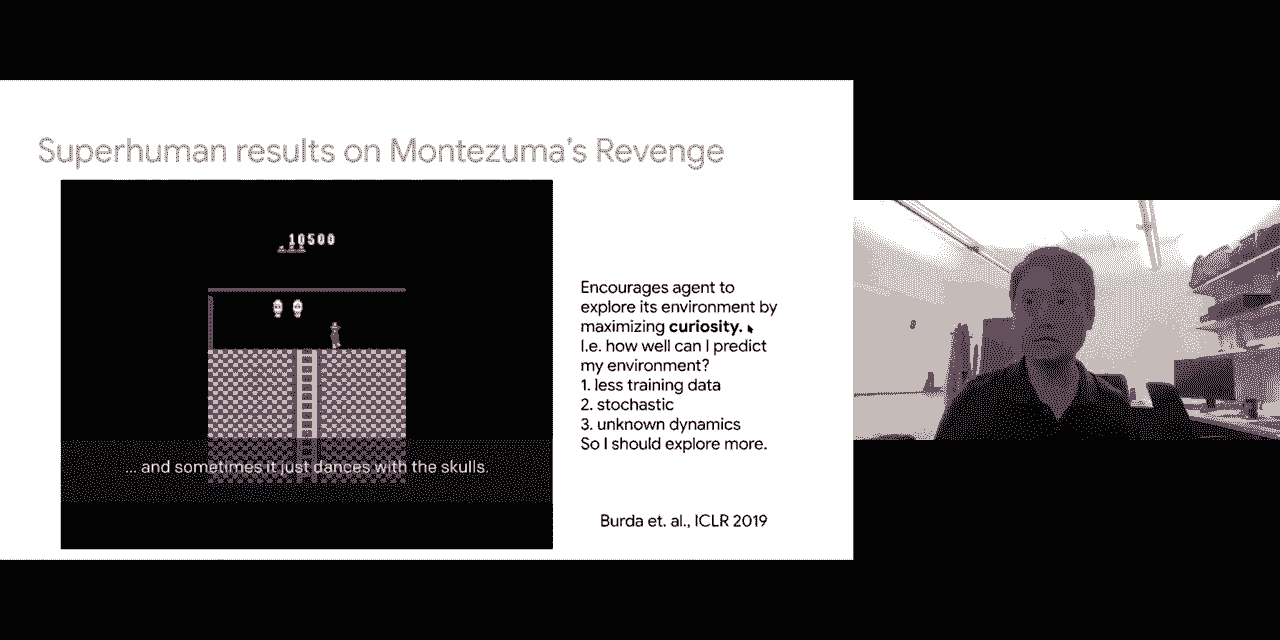 Superhuman results on Montezuma's Revenge
10500
... and sometimes it just dances with the skulls.
Encourages agent to
explore its environment by
maximizing curiosity.
I.e. how well can I predict
my environment?
1. less training data
2. stochastic
3. unknown dynamics
So I should explore more.
Burda et. al., ICLR 2019